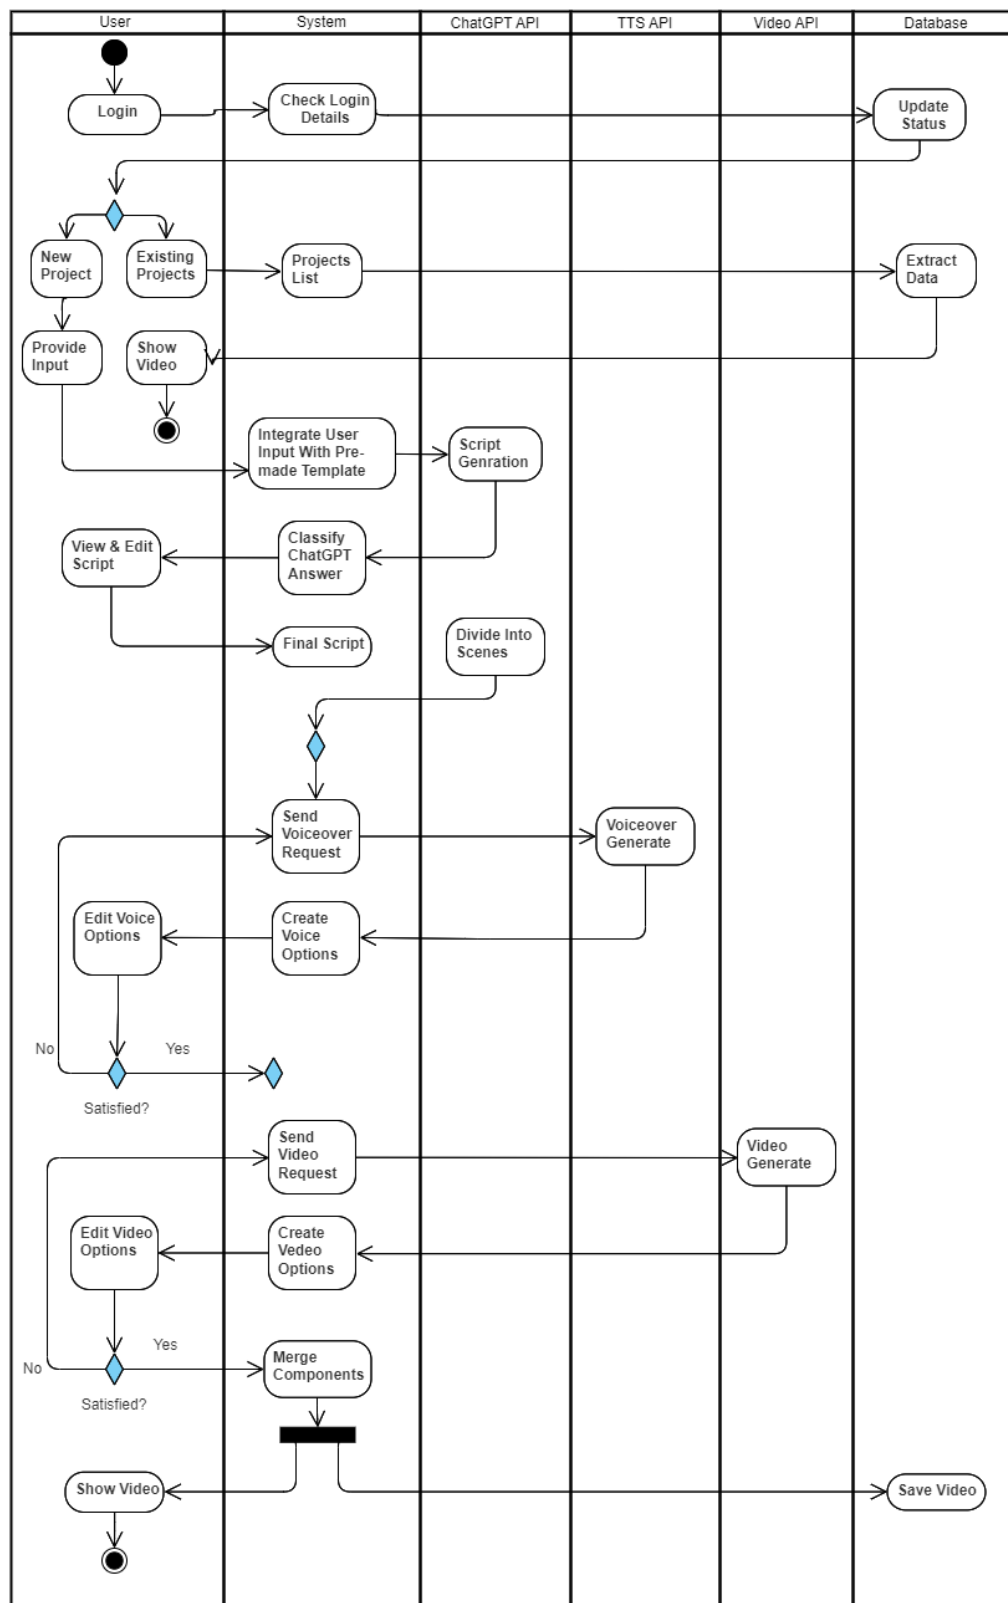 User
System
ChatGPT API
TTS API
Video API
Database
Login
Check Login
Details
Update
Status
New
Project
Existing
Projects
Projects
List
Extract
Data
Provide
Input
Show
Video
Integrate User
Input With Pre-
made Template
Script
Genration
View & Edit
Script
Classify
ChatGPT
Answer
Final Script
Divide Into
Scenes
Send
Voiceover
Request
Voiceover
Generate
Edit Voice
Options
Create
Voice
Options
No
Yes
Satisfied?
Send
Video
Request
Video
Generate
Edit Video
Options
Create
Vedeo
Options
No
Yes
Satisfied?
Merge
Components
Show Video
Save Video